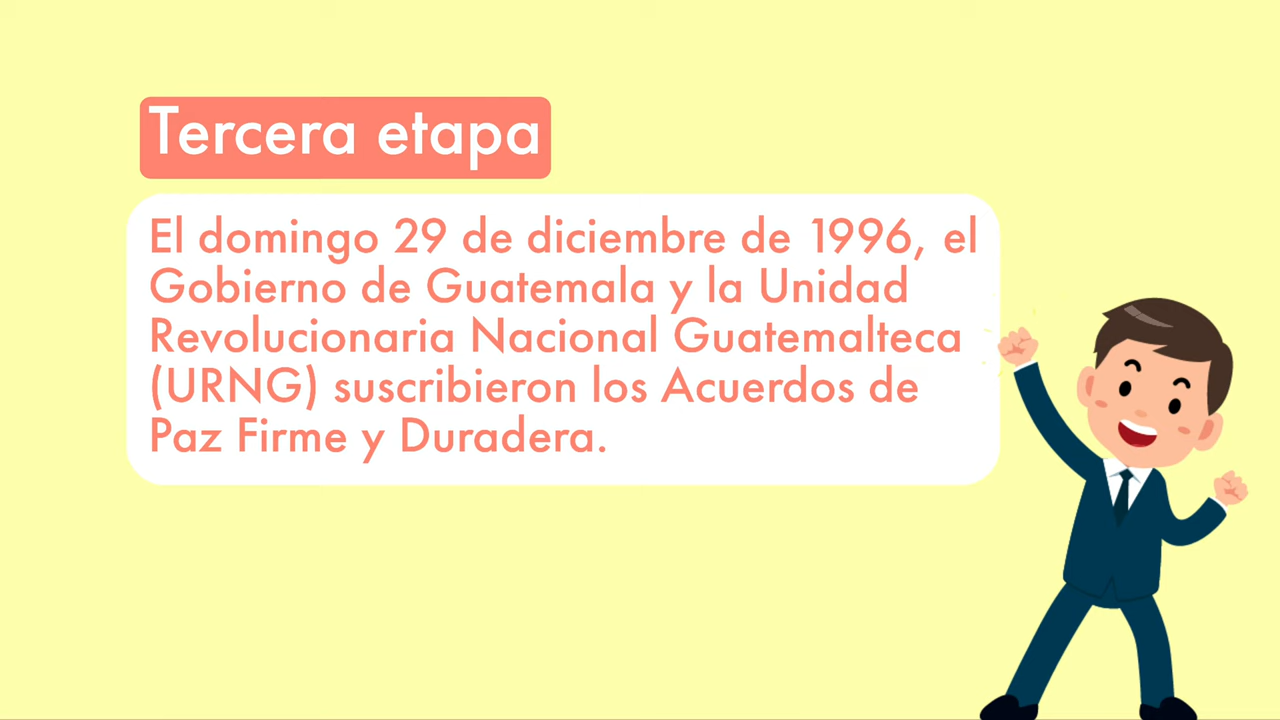 Tercera etapa
El domingo 29 de diciembre de 1996, el
Gobierno de Guatemala y la Unidad
Revolucionaria Nacional Guatemalteca
(URNG) suscribieron los Acuerdos de
Paz Firme y Duradera.